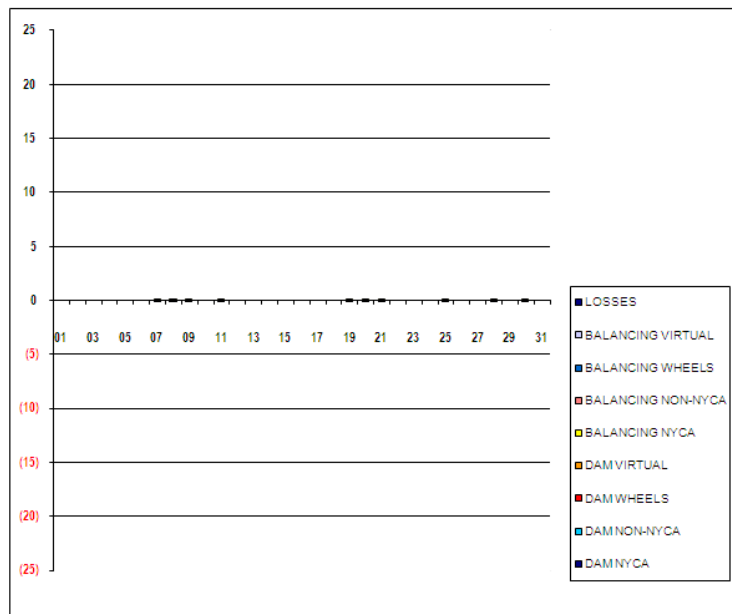 25
20
15
10
5
0
01 03 05 07 09 11 13 15 17 19 21 23 25 27 29 31
(5)
(10)
(15)
(20)
(25)
LOSSES
BALANCING VIRTUAL
BALANCING WHEELS
BALANCING NON-NYCA
BALANCING NYCA
DAM VIRTUAL
DAM WHEELS
DAM NON-NYCA
DAM NYCA